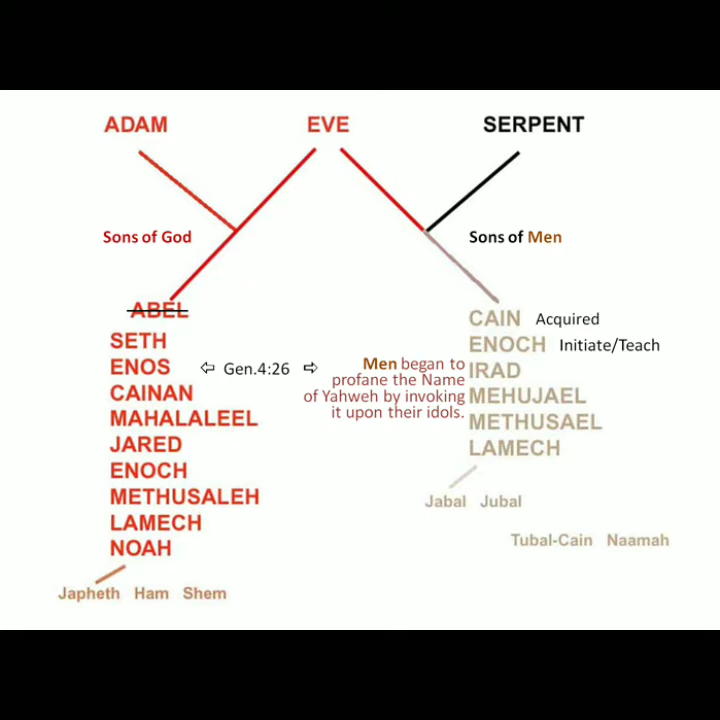 ADAM EVE SERPENT
Sons of God Sons of Men
ABEL
CAIN Acquired
SETH
ENOCH Initiate/Teach
ENOS ⇦ Gen.4:26 ⇨ Men began to
profane the Name
of Yahweh by invoking
it upon their idols.
IRAD
CAINAN
MEHUJAEL
MAHALALEEL
METHUSAEL
JARED
LAMECH
ENOCH
METHUSALEH
Jabal Jubal
LAMECH
Tubal-Cain Naamah
NOAH
Japheth Ham Shem